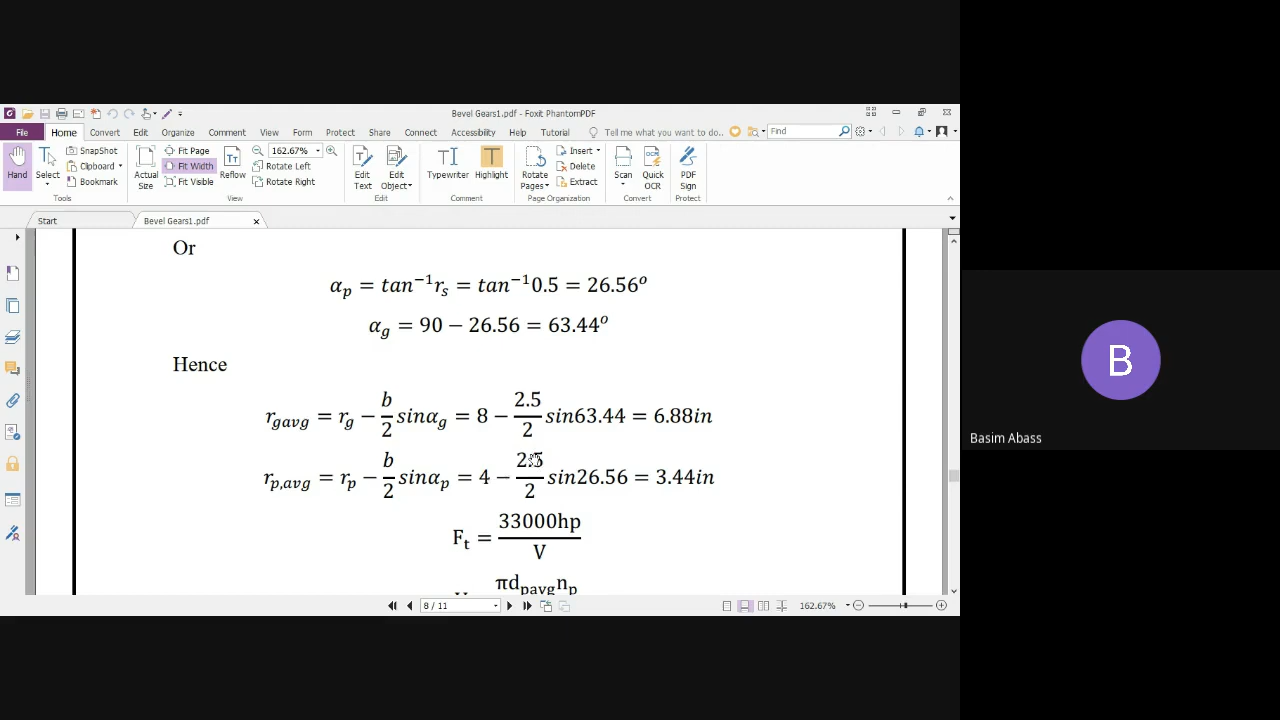 Bevel Gears1.pdf - Foxit PhantomPDF
File Home Convert Edit Organize Comment View Form Protect Share Connect Accessibility Help Tutorial Tell me what you want to do.. Find
Hand Select SnapShot Clipboard Bookmark
Actual Size Fit Page Fit Width Fit Visible Reflow 162.67% Rotate Left Rotate Right
Edit Text Edit Object Typewriter Highlight Rotate Pages Insert Delete Extract Scan Quick OCR PDF Sign
Tools View Edit Comment Page Organization Convert Protect
Start Bevel Gears1.pdf
Or
α_p = tan⁻¹r_s = tan⁻¹0.5 = 26.56°
α_g = 90 − 26.56 = 63.44°
Hence
r_gavg = r_g − b/2 sinα_g = 8 − 2.5/2 sin63.44 = 6.88in
r_p,avg = r_p − b/2 sinα_p = 4 − 2.5/2 sin26.56 = 3.44in
F_t = 33000hp/V
πd_pavg n_p
8 / 11 162.67%
B
Basim Abass